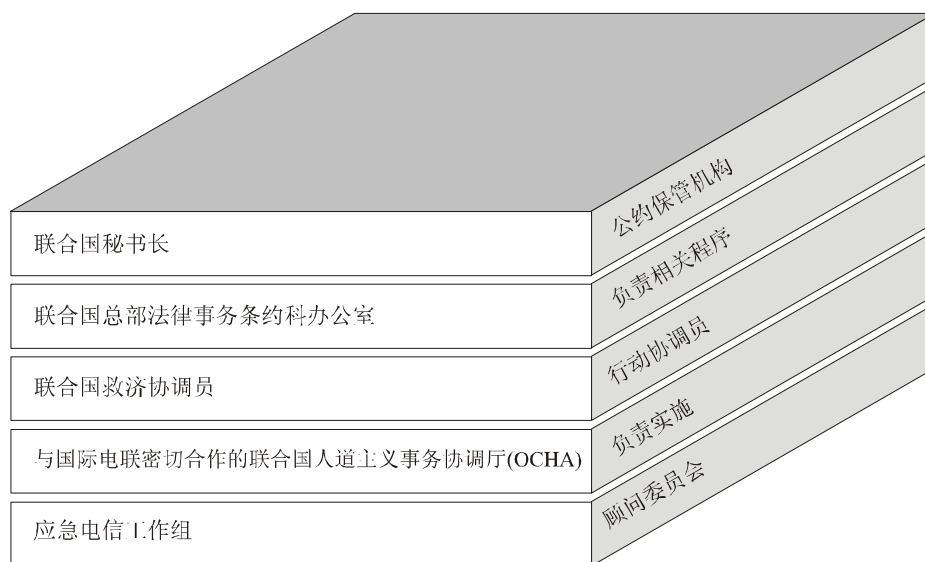 联合国秘书长
公约保管机构
联合国总部法律事务条约科办公室
负责相关程序
联合国救济协调员
行动协调员
与国际电联密切合作的联合国人道主义事务协调厅(OCHA)
负责实施
应急电信工作组
顾问委员会